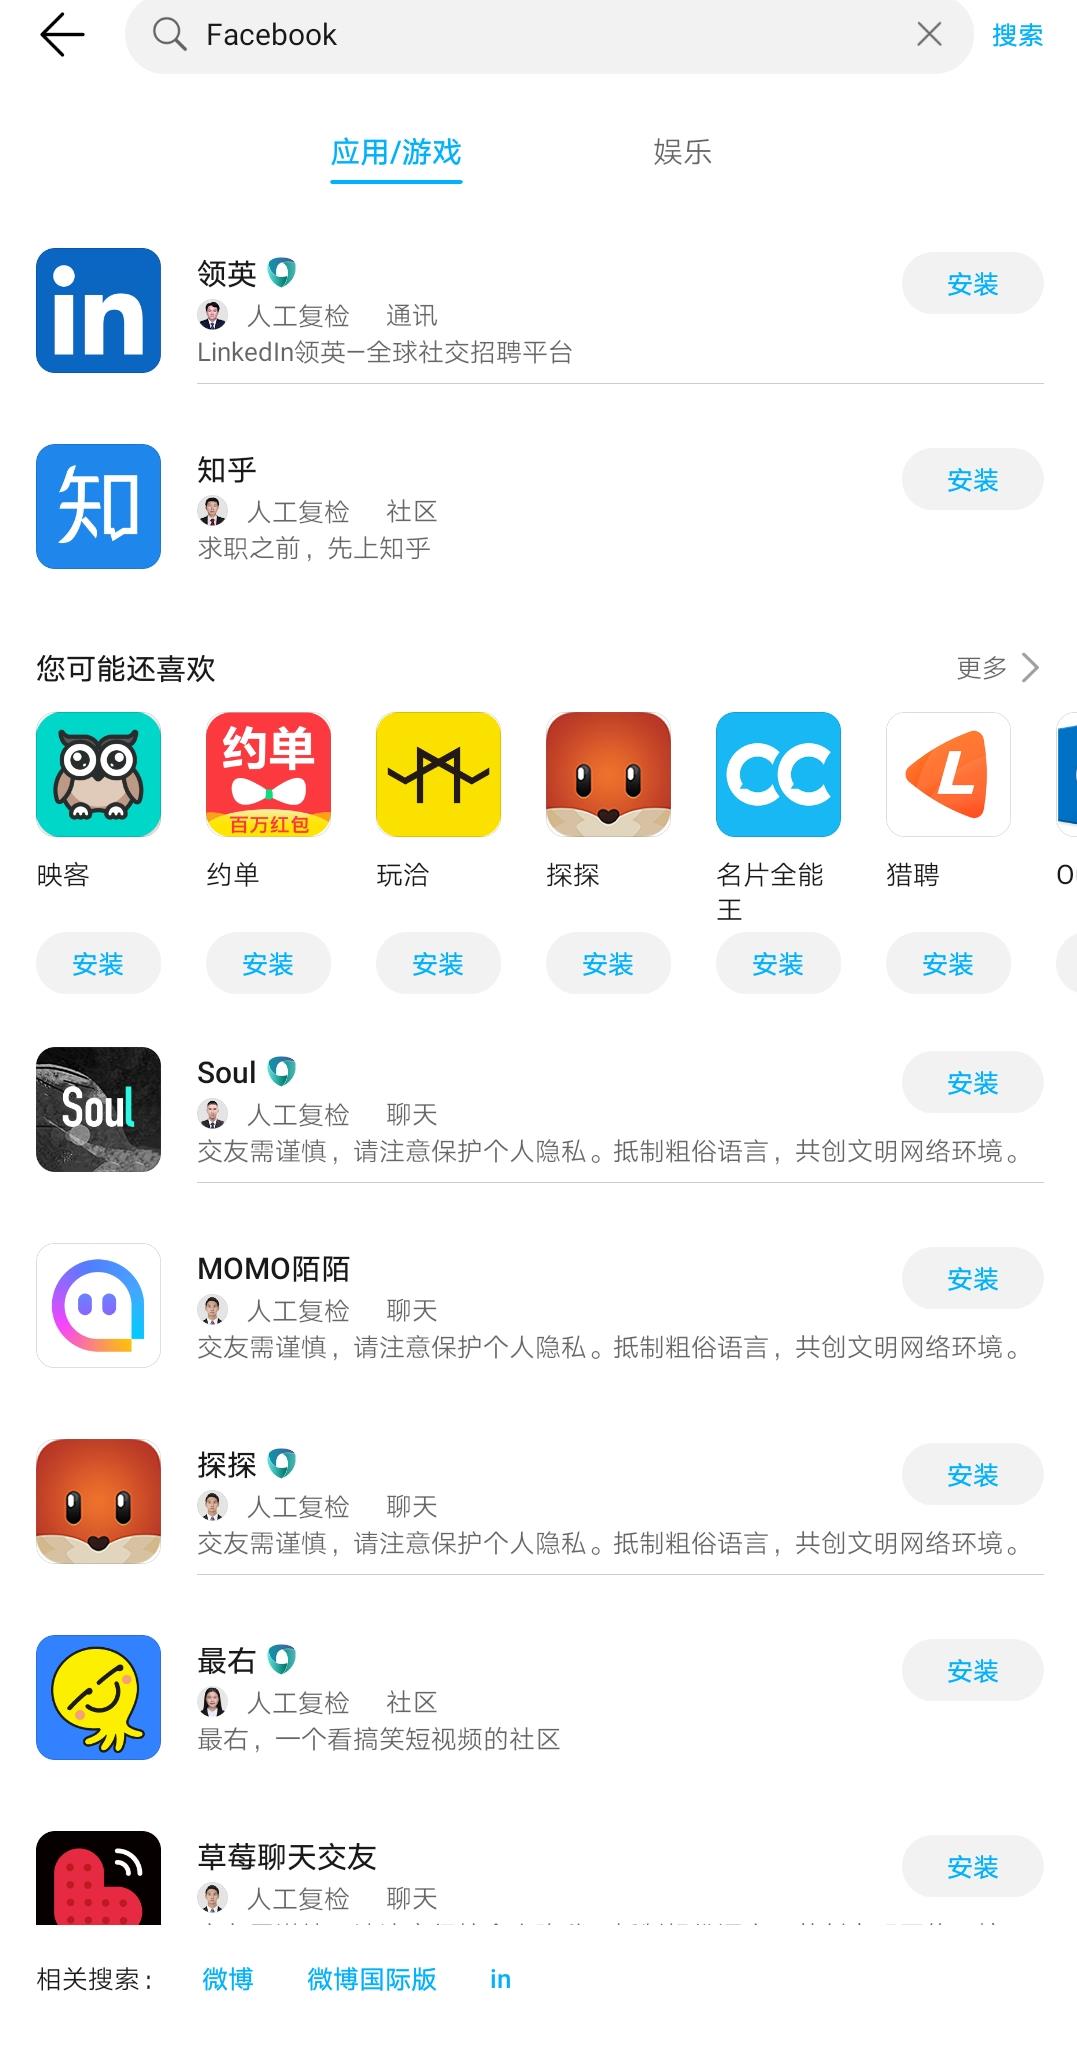 Facebook
搜索
应用/游戏
娱乐
in
领英
安装
人工复检 通讯
LinkedIn领英—全球社交招聘平台
知
知乎
安装
人工复检 社区
求职之前，先上知乎
您可能还喜欢
更多
约单
百万红包
CC
L
映客
约单
玩洽
探探
名片全能
王
猎聘
安装
安装
安装
安装
安装
安装
Soul
Soul
安装
人工复检 聊天
交友需谨慎，请注意保护个人隐私。抵制粗俗语言，共创文明网络环境。
MOMO陌陌
安装
人工复检 聊天
交友需谨慎，请注意保护个人隐私。抵制粗俗语言，共创文明网络环境。
探探
安装
人工复检 聊天
交友需谨慎，请注意保护个人隐私。抵制粗俗语言，共创文明网络环境。
最右
安装
人工复检 社区
最右，一个看搞笑短视频的社区
草莓聊天交友
安装
人工复检 聊天
相关搜索：
微博
微博国际版
in